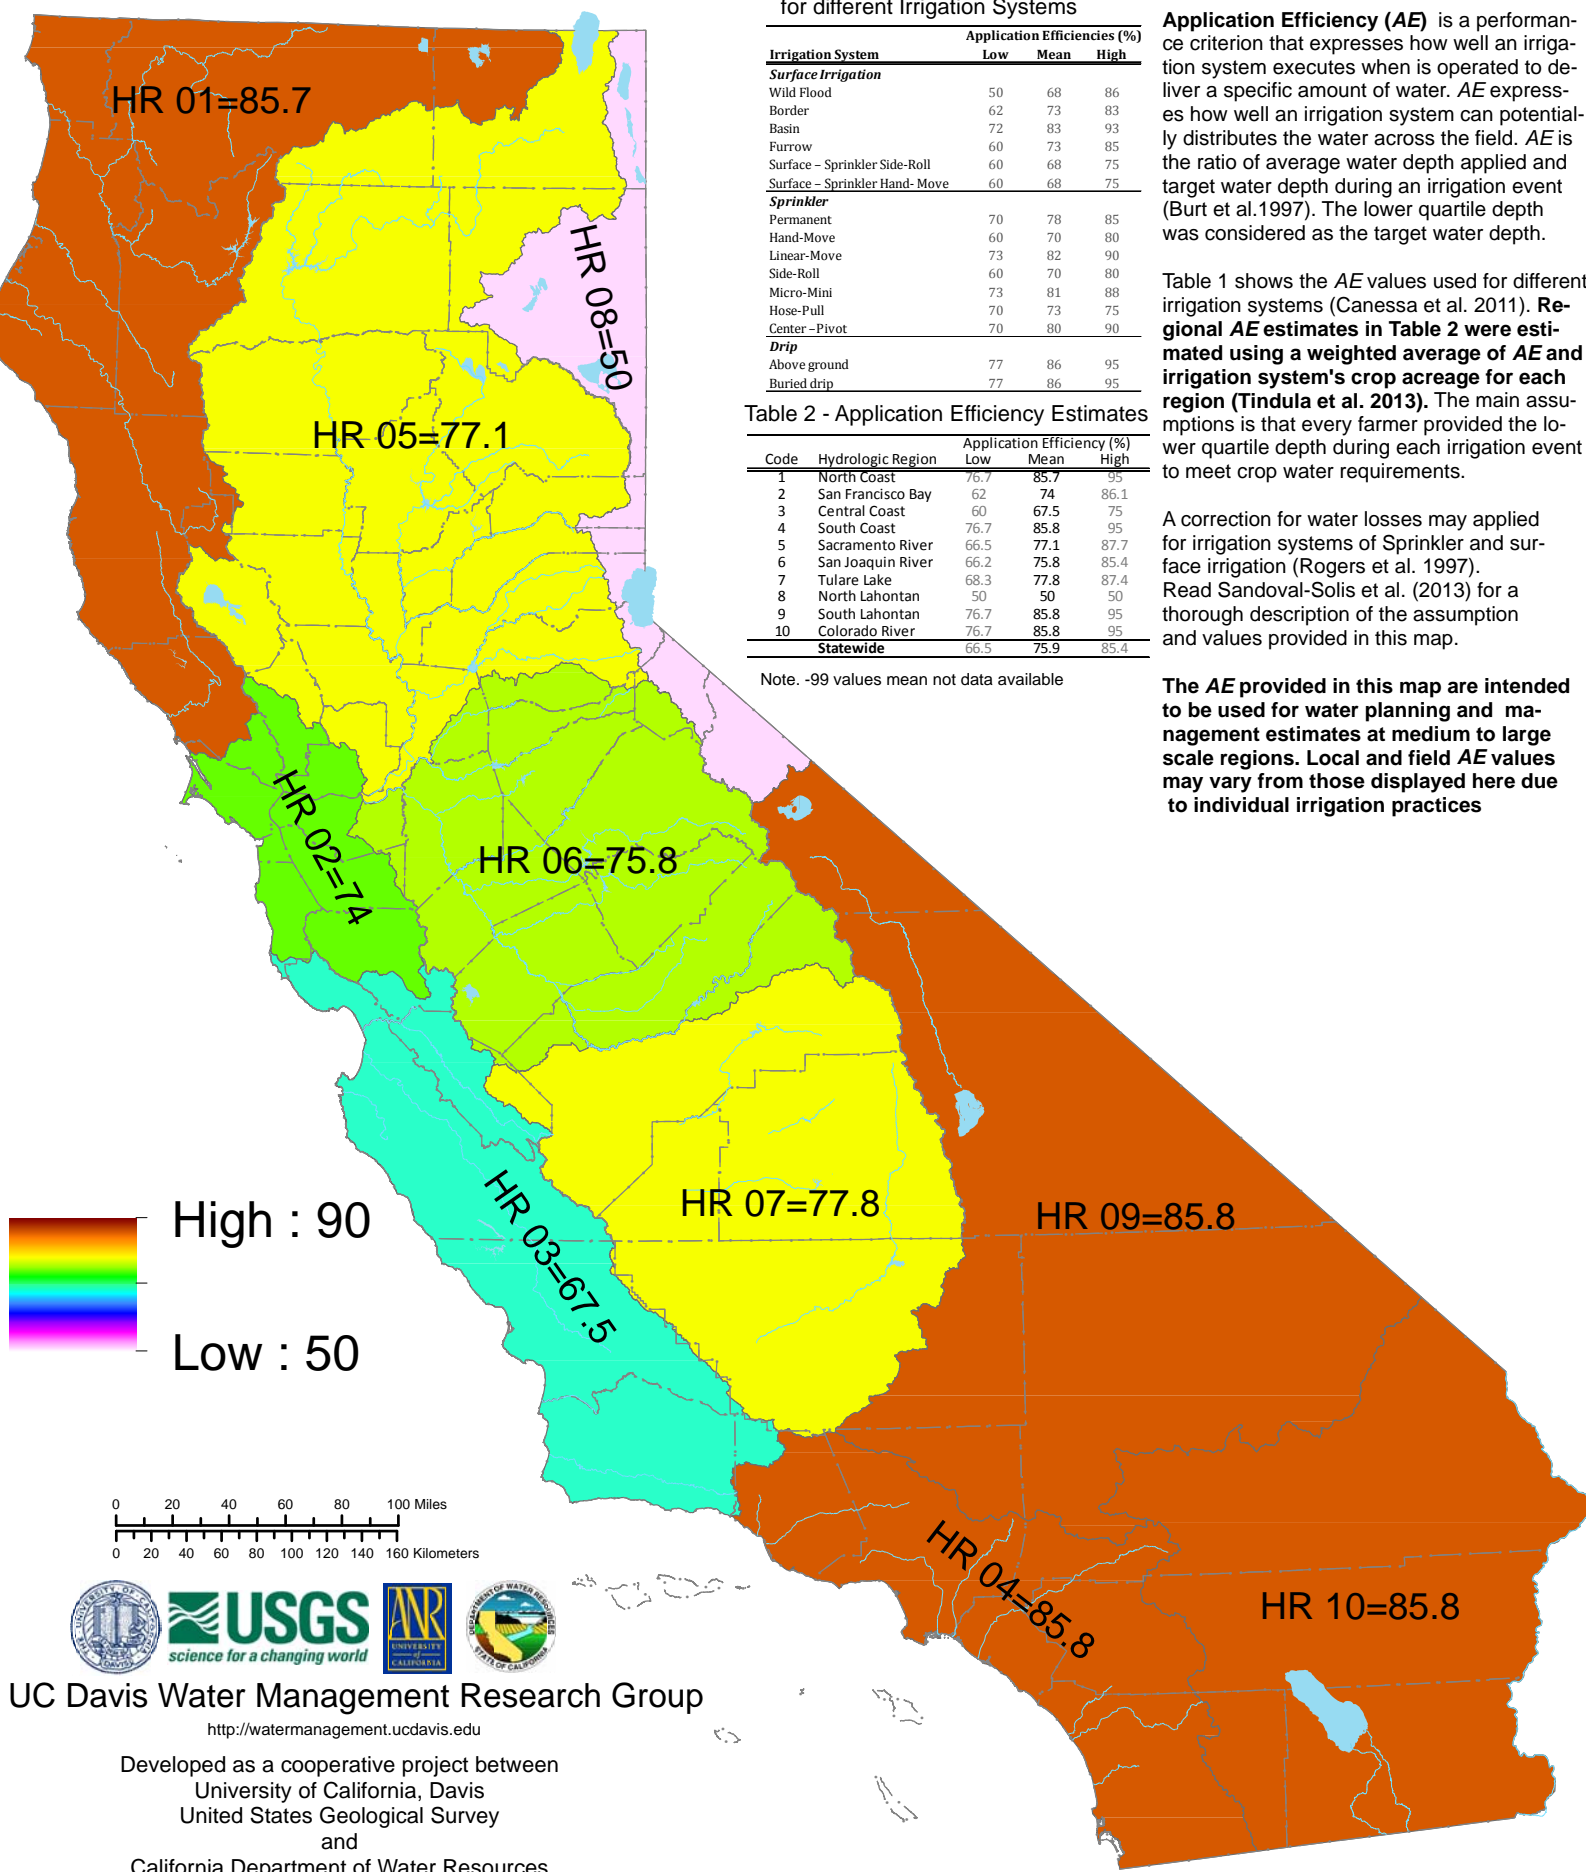 for different Irrigation Systems
Application Efficiencies (%)
Irrigation System Low Mean High
Surface Irrigation
Wild Flood 50 68 86
Border 62 73 83
Basin 72 83 93
Furrow 60 73 85
Surface – Sprinkler Side-Roll 60 68 75
Surface – Sprinkler Hand- Move 60 68 75
Sprinkler
Permanent 70 78 85
Hand-Move 60 70 80
Linear-Move 73 82 90
Side-Roll 60 70 80
Micro-Mini 73 81 88
Hose-Pull 70 73 75
Center –Pivot 70 80 90
Drip
Above ground 77 86 95
Buried drip 77 86 95
Table 2 - Application Efficiency Estimates
Application Efficiency (%)
Code Hydrologic Region Low Mean High
1 North Coast 76.7 85.7 95
2 San Francisco Bay 62 74 86.1
3 Central Coast 60 67.5 75
4 South Coast 76.7 85.8 95
5 Sacramento River 66.5 77.1 87.7
6 San Joaquin River 66.2 75.8 85.4
7 Tulare Lake 68.3 77.8 87.4
8 North Lahontan 50 50 50
9 South Lahontan 76.7 85.8 95
10 Colorado River 76.7 85.8 95
Statewide 66.5 75.9 85.4
Note. -99 values mean not data available
Application Efficiency (AE) is a performan-
ce criterion that expresses how well an irriga-
tion system executes when is operated to de-
liver a specific amount of water. AE express-
es how well an irrigation system can potential-
ly distributes the water across the field. AE is
the ratio of average water depth applied and
target water depth during an irrigation event
(Burt et al.1997). The lower quartile depth
was considered as the target water depth.
Table 1 shows the AE values used for different
irrigation systems (Canessa et al. 2011). Re-
gional AE estimates in Table 2 were esti-
mated using a weighted average of AE and
irrigation system's crop acreage for each
region (Tindula et al. 2013). The main assu-
mptions is that every farmer provided the lo-
wer quartile depth during each irrigation event
to meet crop water requirements.
A correction for water losses may applied
for irrigation systems of Sprinkler and sur-
face irrigation (Rogers et al. 1997).
Read Sandoval-Solis et al. (2013) for a
thorough description of the assumption
and values provided in this map.
The AE provided in this map are intended
to be used for water planning and ma-
nagement estimates at medium to large
scale regions. Local and field AE values
may vary from those displayed here due
to individual irrigation practices
HR 01=85.7
HR 08=50
HR 05=77.1
HR 02=74
HR 06=75.8
HR 03=67.5
HR 07=77.8
HR 09=85.8
HR 04=85.8
HR 10=85.8
High : 90
Low : 50
0 20 40 60 80 100 Miles
0 20 40 60 80 100 120 140 160 Kilometers
USGS
science for a changing world
ANR
UNIVERSITY
of
CALIFORNIA
DEPARTMENT OF WATER RESOURCES
STATE OF CALIFORNIA
UC Davis Water Management Research Group
http://watermanagement.ucdavis.edu
Developed as a cooperative project between
University of California, Davis
United States Geological Survey
and
California Department of Water Resources